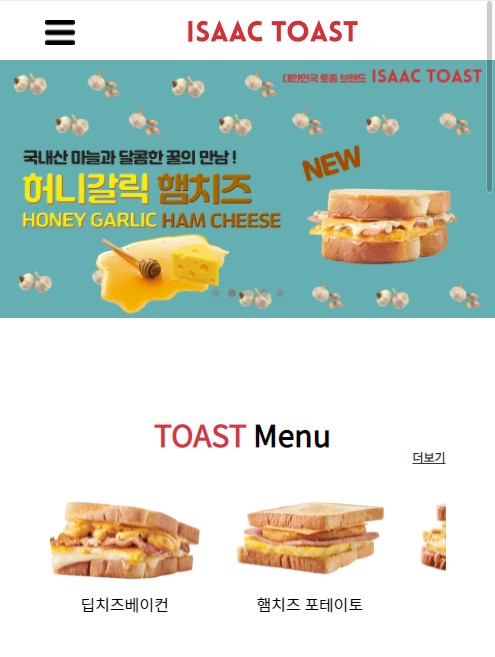 ISAAC TOAST
대한민국 토종 브랜드 ISAAC TOAST
국내산 마늘과 달콤한 꿀의 만남 !
NEW
허니갈릭 햄치즈
HONEY GARLIC HAM CHEESE
TOAST Menu
더보기
딥치즈베이컨
햄치즈 포테이토